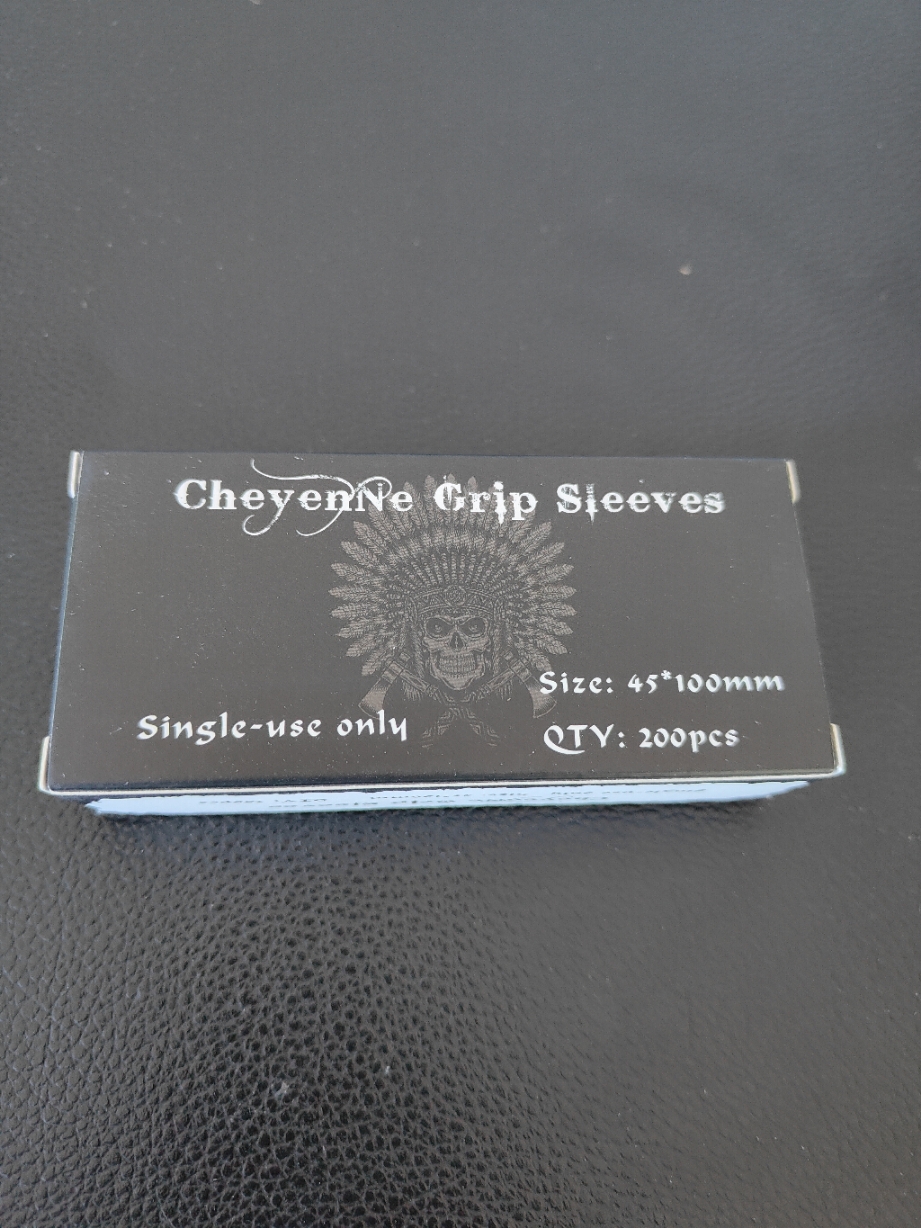 Cheyenne Grip Sleeves
Size: 45*100mm
Single-use only
QTY: 200pcs